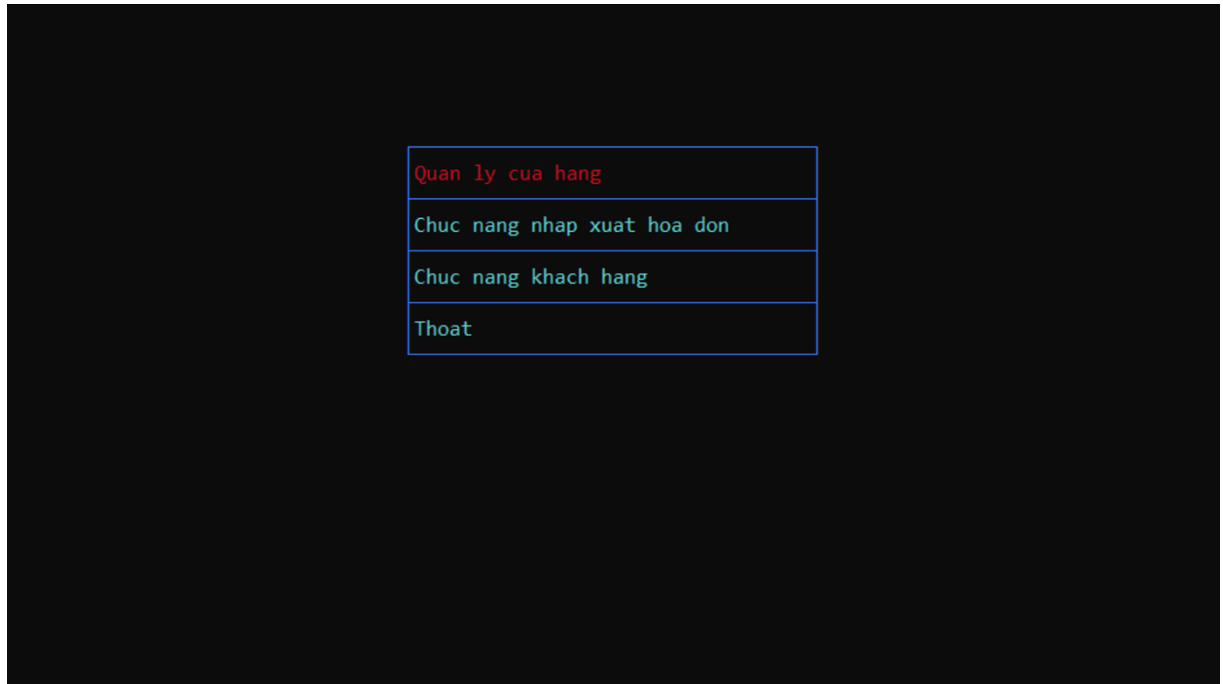 Quan ly cua hang
Chuc nang nhap xuat hoa don
Chuc nang khach hang
Thoat